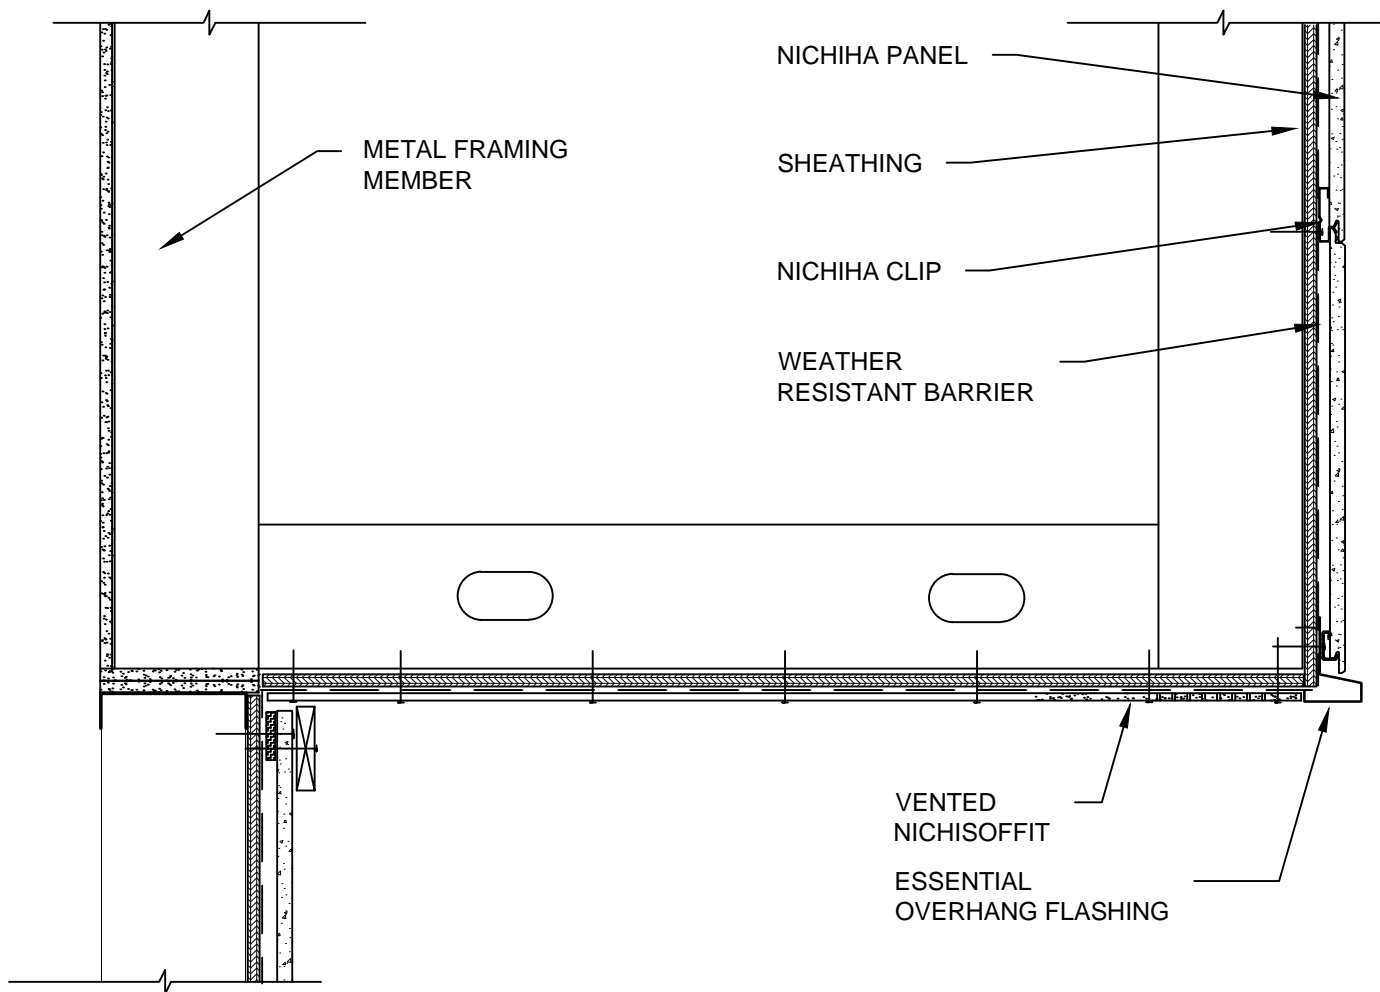 NICHIHA PANEL
METAL FRAMING
MEMBER
SHEATHING
NICHIHA CLIP
WEATHER
RESISTANT BARRIER
VENTED
NICHISOFFIT
ESSENTIAL
OVERHANG FLASHING